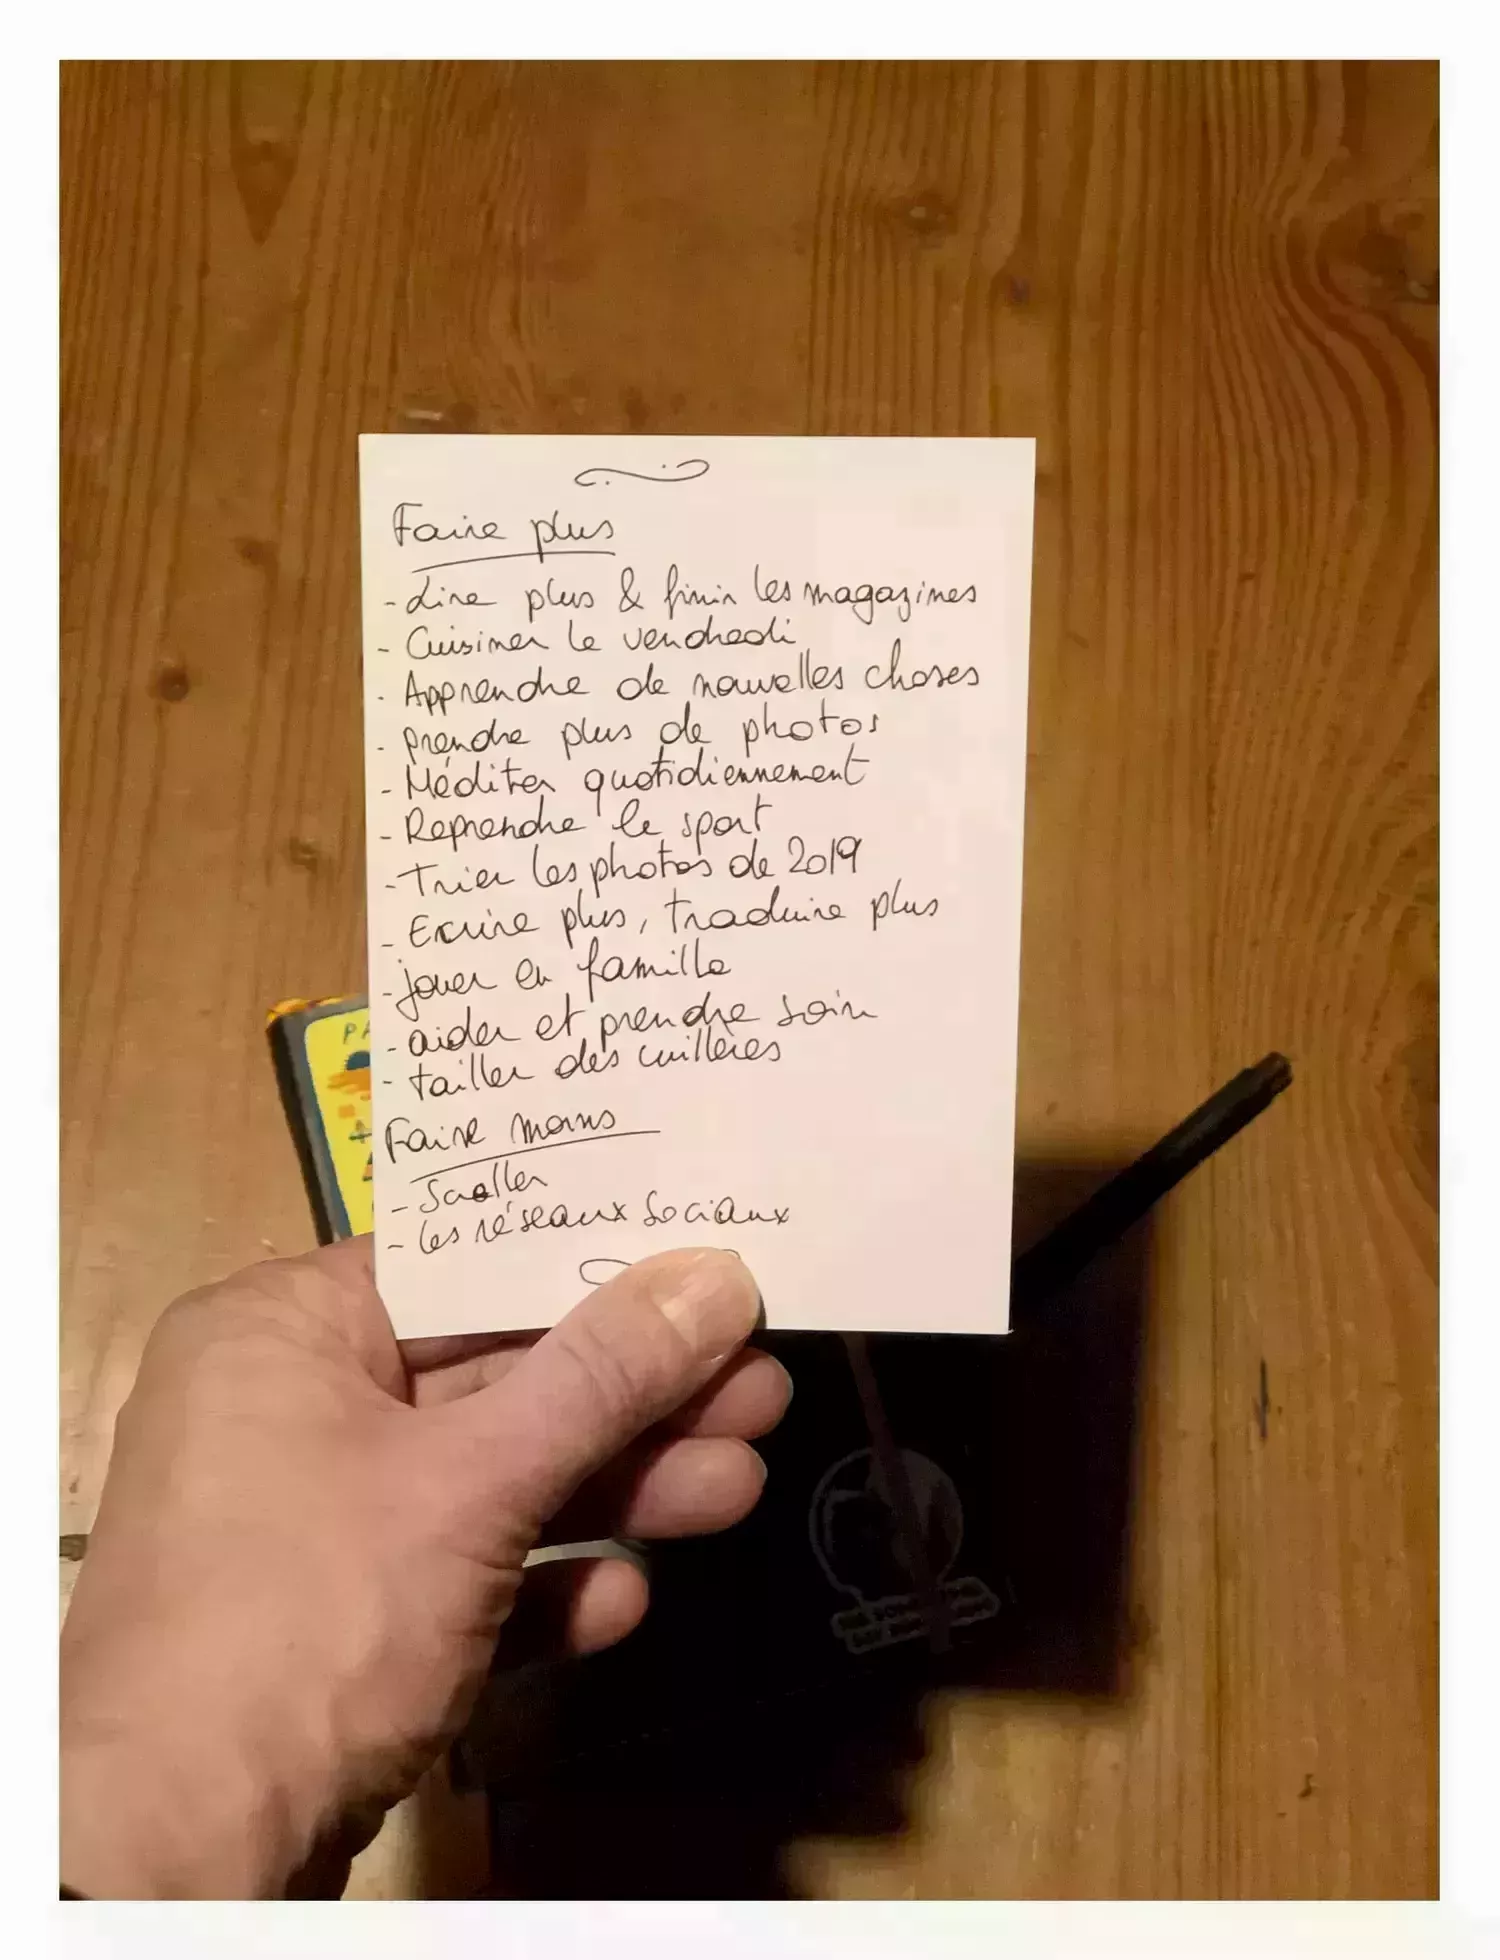 Faire plus
- Lire plus & finir les magazines
- Cuisiner le vendredi
- Apprendre de nouvelles choses
- prendre plus de photos
- Méditer quotidiennement
- Reprendre le sport
- Trier les photos de 2019
- Ecrire plus, traduire plus
- jouer en famille
- aider et prendre soin
- tailler des cuillères
Faire moins
- Scroller
- les réseaux sociaux
PA